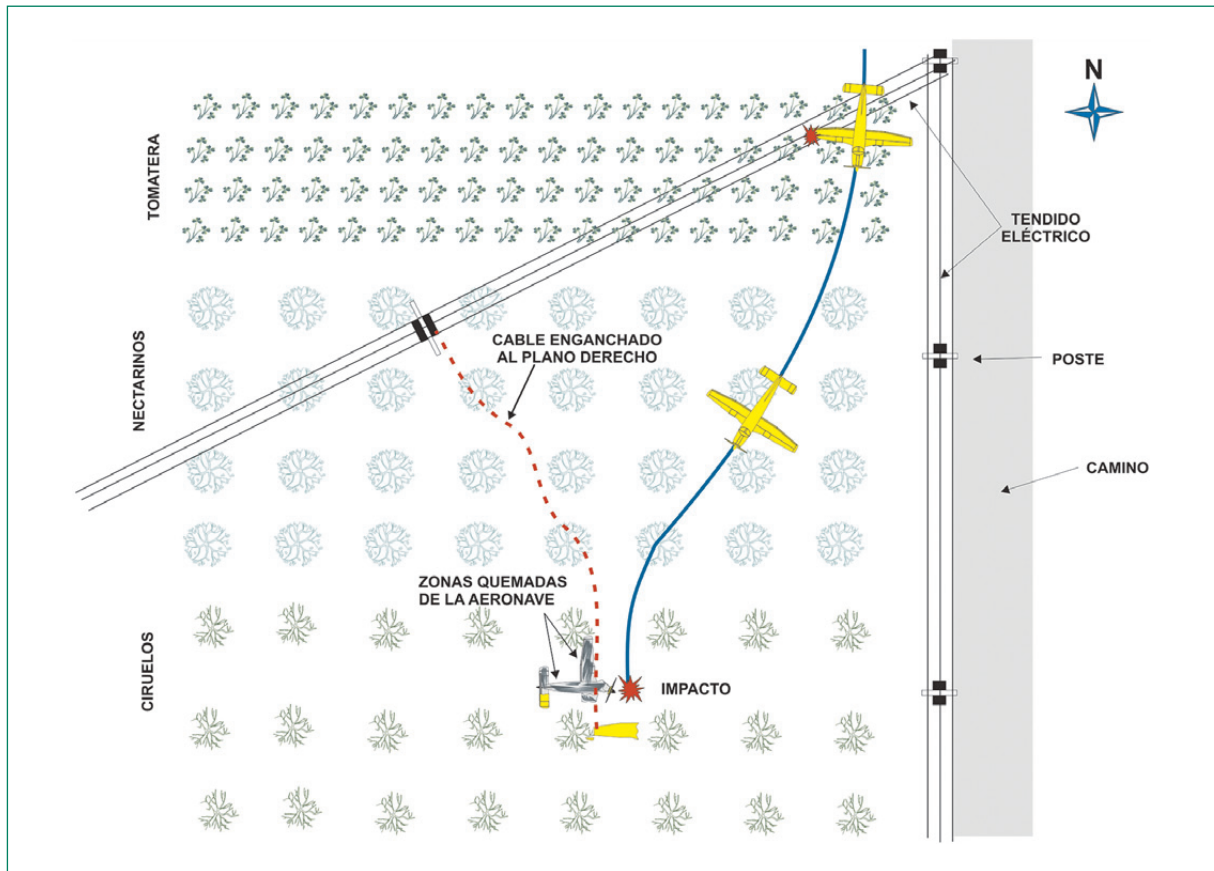 N
TOMATERA
TENDIDO
ELÉCTRICO
CABLE ENGANCHADO
AL PLANO DERECHO
POSTE
NECTARINOS
CAMINO
ZONAS QUEMADAS
DE LA AERONAVE
CIRUELOS
IMPACTO